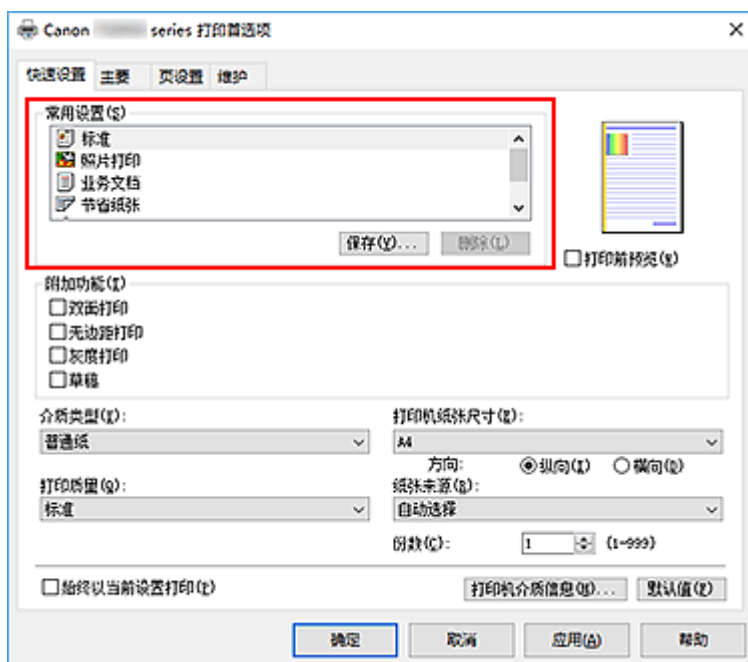 Canon series 打印首选项
快速设置 主要 页设置 维护
常用设置(S)
标准
照片打印
业务文档
节省纸张
保存(V)... 删除(L)
打印前预览(W)
附加功能(I)
双面打印
无边距打印
灰度打印
草稿
介质类型(Y): 打印机纸张尺寸(Z):
普通纸 A4
方向: 纵向(I) 横向(D)
打印质量(Q): 纸张来源(B):
标准 自动选择
份数(C): 1 (1-999)
始终以当前设置打印(P)
打印机介质信息(M)... 默认值(F)
确定 取消 应用(A) 帮助